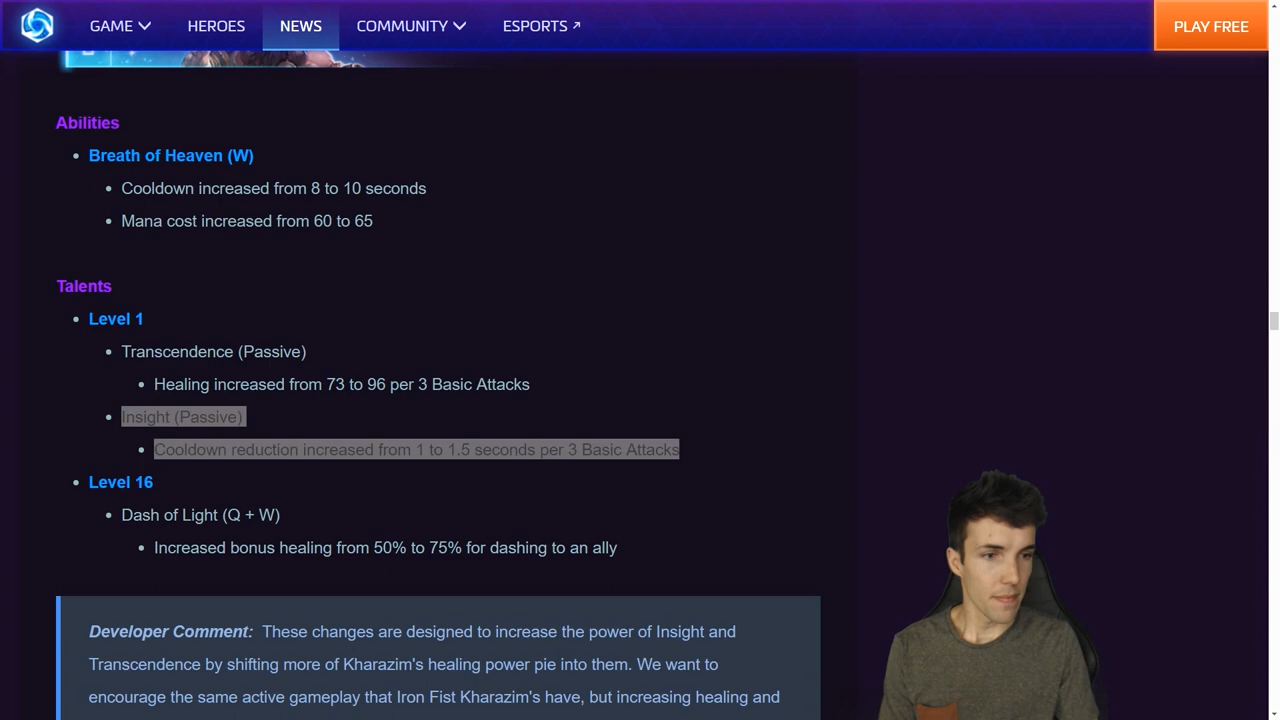 GAME HEROES NEWS COMMUNITY ESPORTS ↗ PLAY FREE
Abilities
Breath of Heaven (W)
Cooldown increased from 8 to 10 seconds
Mana cost increased from 60 to 65
Talents
Level 1
Transcendence (Passive)
Healing increased from 73 to 96 per 3 Basic Attacks
Insight (Passive)
Cooldown reduction increased from 1 to 1.5 seconds per 3 Basic Attacks
Level 16
Dash of Light (Q + W)
Increased bonus healing from 50% to 75% for dashing to an ally
Developer Comment: These changes are designed to increase the power of Insight and
Transcendence by shifting more of Kharazim's healing power pie into them. We want to
encourage the same active gameplay that Iron Fist Kharazim's have, but increasing healing and